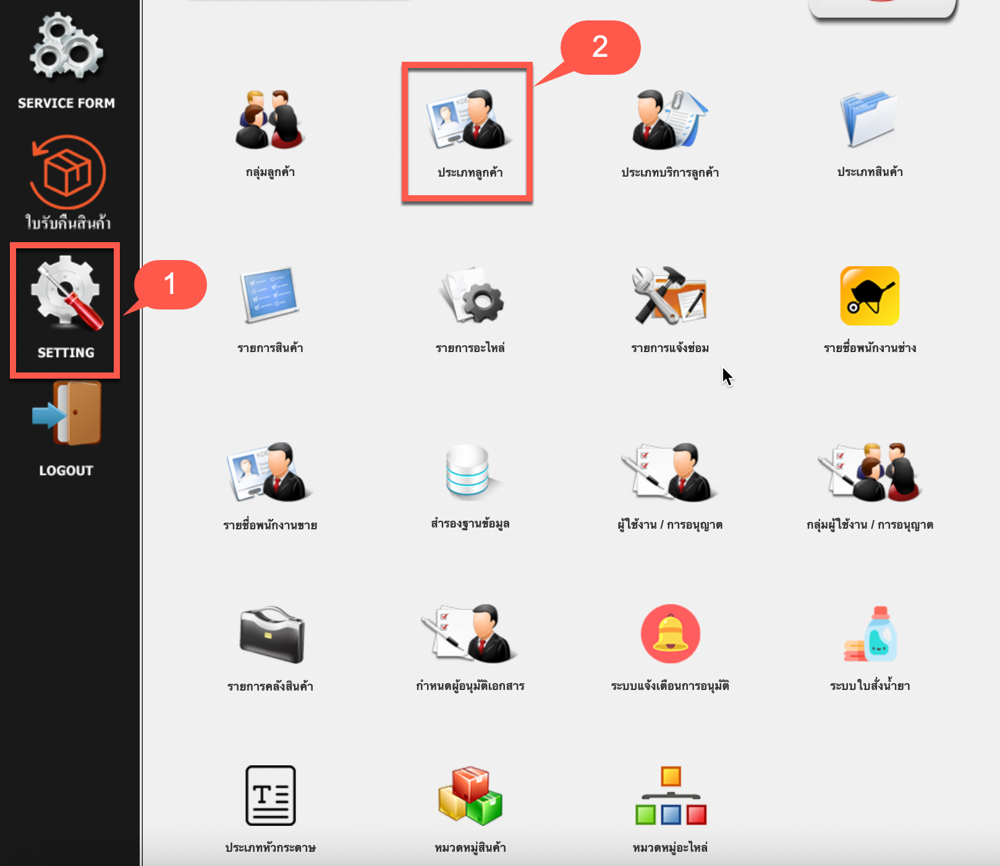 SERVICE FORM
ใบรับคืนสินค้า
1
SETTING
LOGOUT
2
กลุ่มลูกค้า
ประเภทลูกค้า
ประเภทบริการลูกค้า
ประเภทสินค้า
รายการสินค้า
รายการอะไหล่
รายการแจ้งซ่อม
รายชื่อพนักงานช่าง
รายชื่อพนักงานขาย
สำรองฐานข้อมูล
ผู้ใช้งาน / การอนุญาต
กลุ่มผู้ใช้งาน / การอนุญาต
รายการคลังสินค้า
กำหนดผู้อนุมัติเอกสาร
ระบบแจ้งเตือนการอนุมัติ
ระบบใบสั่งน้ำยา
ประเภทหัวกระดาษ
หมวดหมู่สินค้า
หมวดหมู่อะไหล่